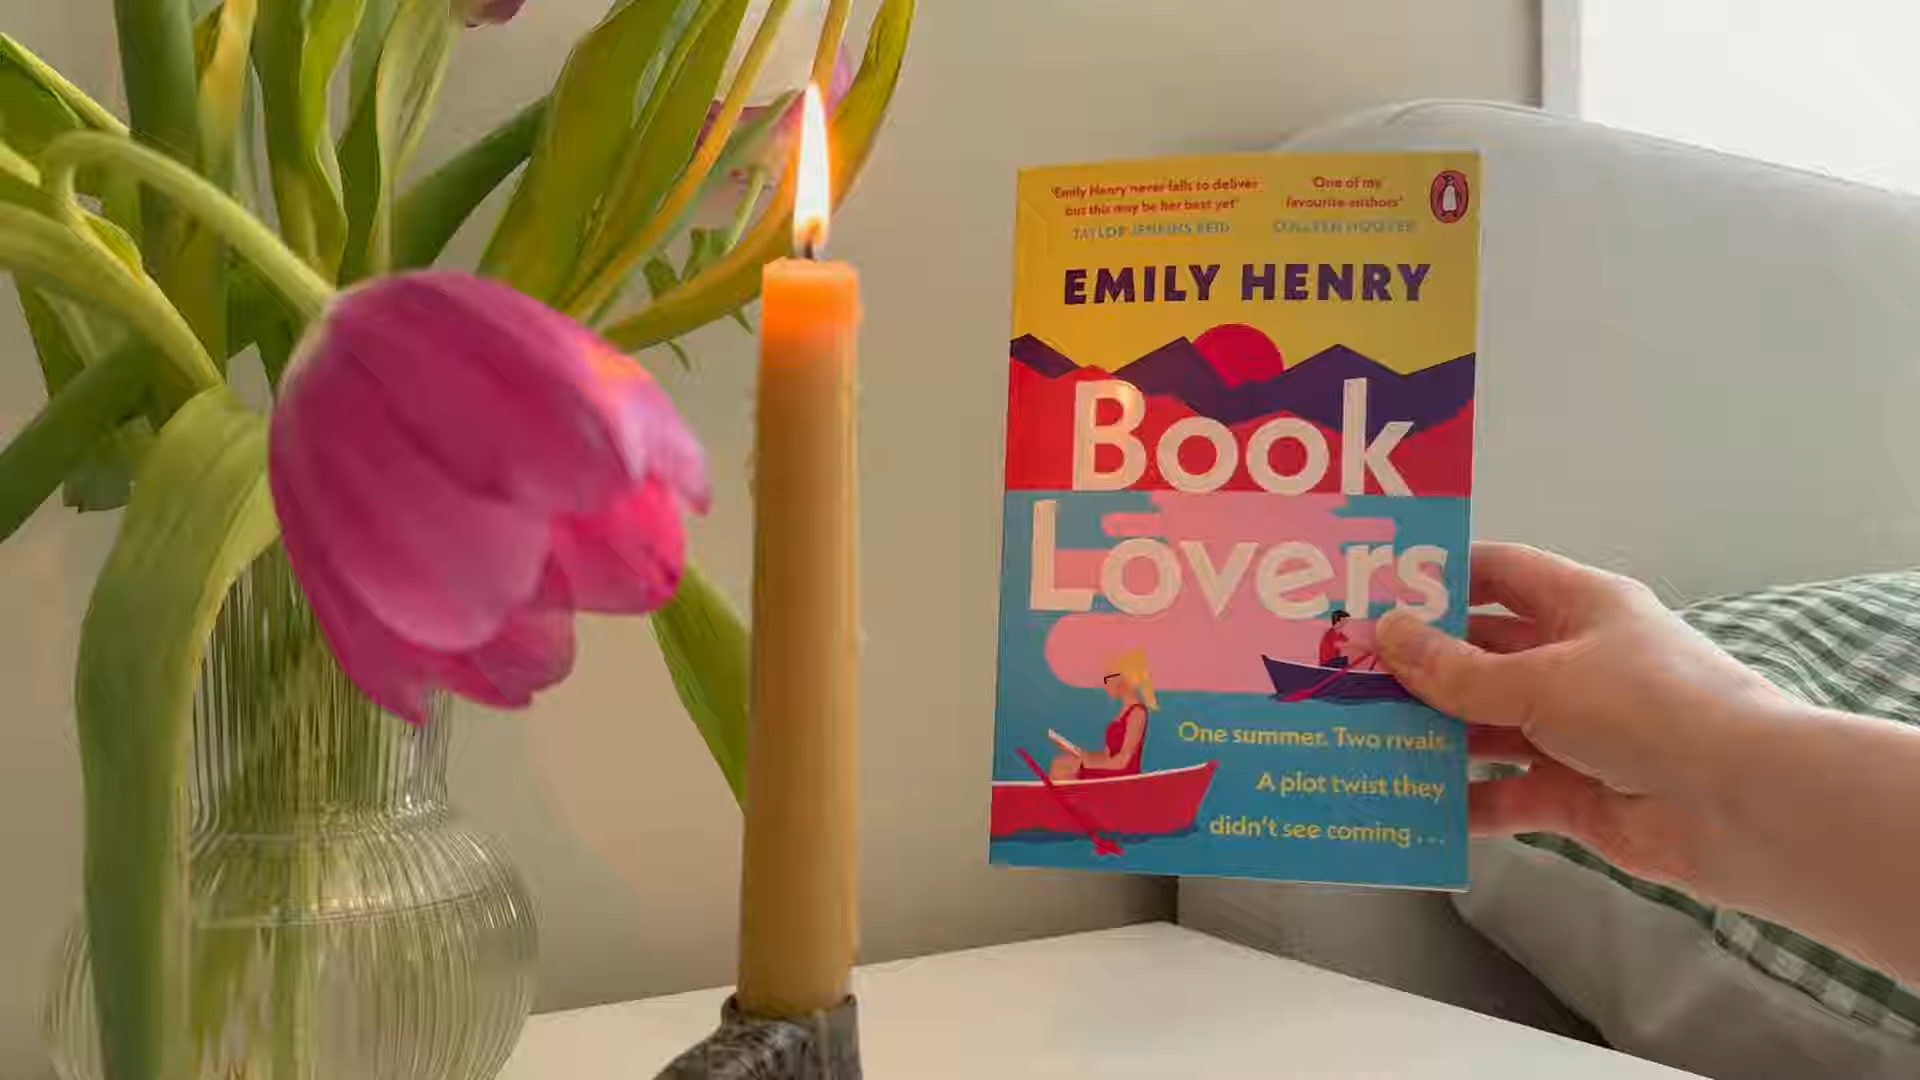 'Emily Henry never fails to deliver
but this may be her best yet'
TAYLOR JENKINS REID
'One of my
favourite authors'
COLLEEN HOOVER
EMILY HENRY
Book
Lovers
One summer. Two rivals.
A plot twist they
didn't see coming . . .